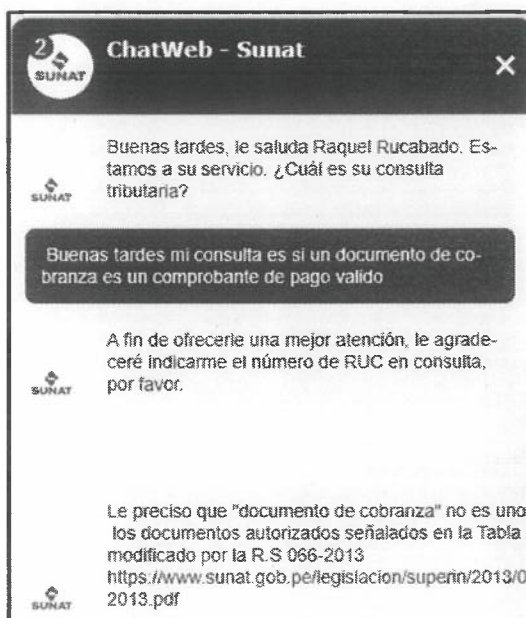 2)
SUNAT
ChatWeb - Sunat
×
Buenas tardes, le saluda Raquel Rucabado. Es-
tamos a su servicio. ¿Cuál es su consulta
tributaria?
SUNAT
Buenas tardes mi consulta es si un documento de co-
branza es un comprobante de pago valido
A fin de ofrecerle una mejor atención, le agrade-
ceré indicarme el número de RUC en consulta,
por favor.
SUNAT
Le preciso que "documento de cobranza" no es uno
los documentos autorizados señalados en la Tabla
modificado por la R.S 066-2013
https://www.sunat.gob.pe/legislacion/superin/2013/0
2013.pdf
SUNAT